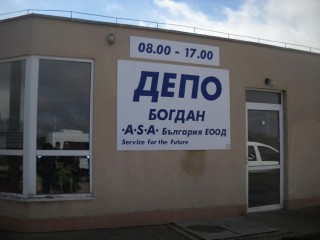 08.00 - 17.00
ДЕПО
БОГДАН
·A·S·A· България ЕООД
Service for the Future